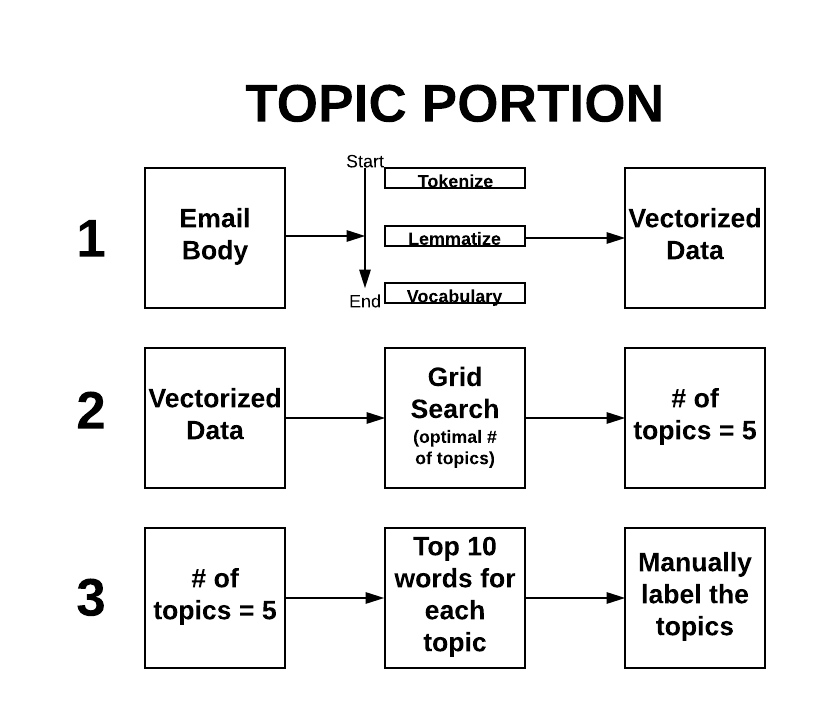 TOPIC PORTION
1
Email
Body
Start
End
Tokenize
Lemmatize
Vocabulary
Vectorized
Data
2
Vectorized
Data
Grid
Search
(optimal #
of topics)
# of
topics = 5
3
# of
topics = 5
Top 10
words for
each
topic
Manually
label the
topics